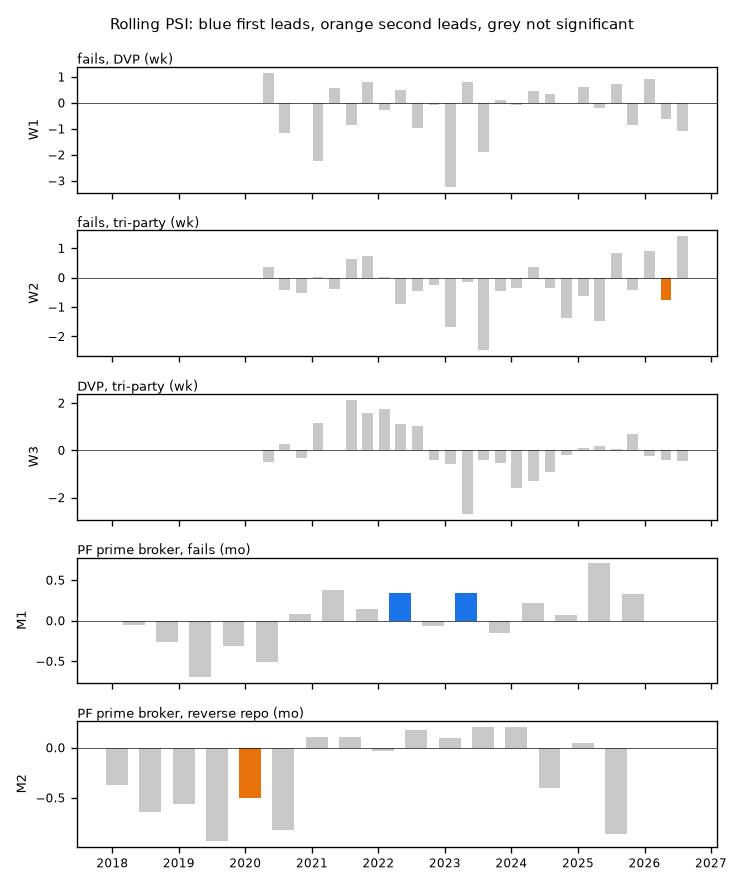 Rolling PSI: blue first leads, orange second leads, grey not significant
fails, DVP (wk)
1
0
−1
−2
−3
W1
fails, tri-party (wk)
1
0
−1
−2
W2
DVP, tri-party (wk)
2
0
−2
W3
PF prime broker, fails (mo)
0.5
0.0
−0.5
M1
PF prime broker, reverse repo (mo)
0.0
−0.5
M2
2018 2019 2020 2021 2022 2023 2024 2025 2026 2027